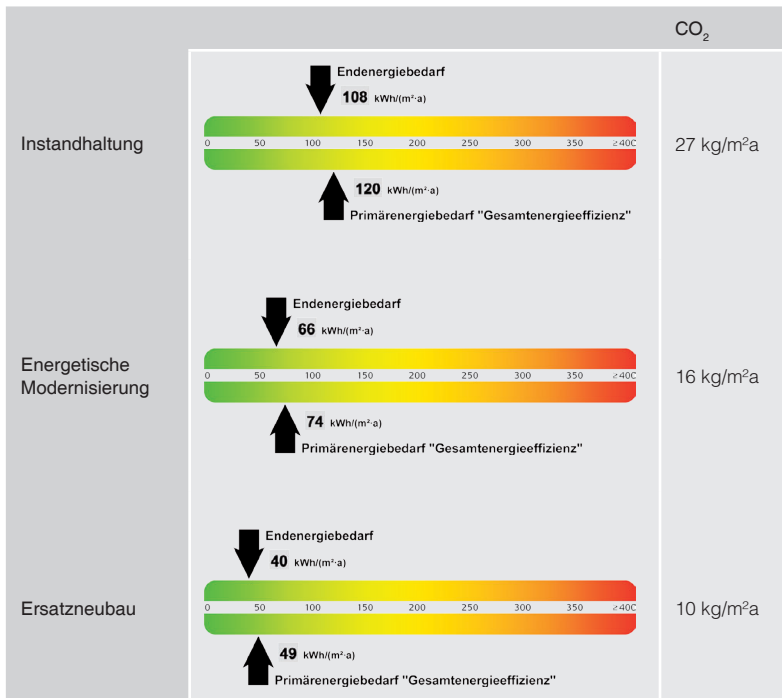 CO₂
Endenergiebedarf
108 kWh/(m²·a)
0 50 100 150 200 250 300 350 ≥400
Instandhaltung
27 kg/m²a
120 kWh/(m²·a)
Primärenergiebedarf "Gesamtenergieeffizienz"
Endenergiebedarf
66 kWh/(m²·a)
0 50 100 150 200 250 300 350 ≥400
Energetische
Modernisierung
16 kg/m²a
74 kWh/(m²·a)
Primärenergiebedarf "Gesamtenergieeffizienz"
Endenergiebedarf
40 kWh/(m²·a)
0 50 100 150 200 250 300 350 ≥400
Ersatzneubau
10 kg/m²a
49 kWh/(m²·a)
Primärenergiebedarf "Gesamtenergieeffizienz"